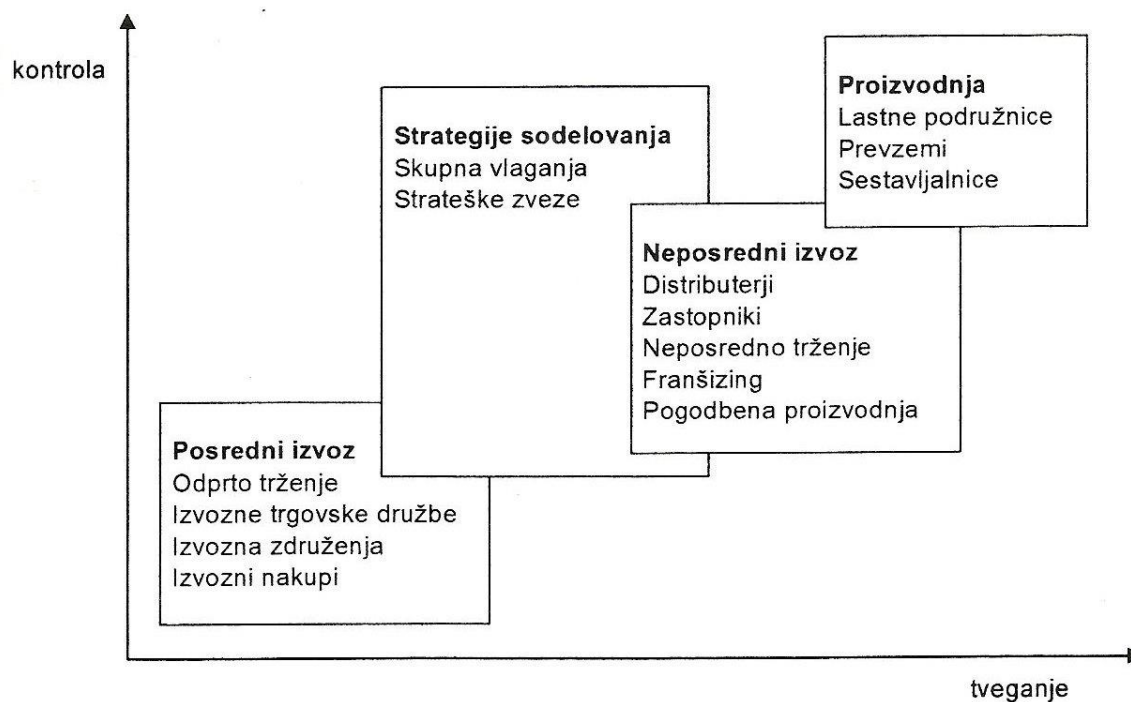 kontrola
Proizvodnja
Lastne podružnice
Prevzemi
Sestavljalnice
Strategije sodelovanja
Skupna vlaganja
Strateške zveze
Neposredni izvoz
Distributerji
Zastopniki
Neposredno trženje
Franšizing
Pogodbena proizvodnja
Posredni izvoz
Odprto trženje
Izvozne trgovske družbe
Izvozna združenja
Izvozni nakupi
tveganje